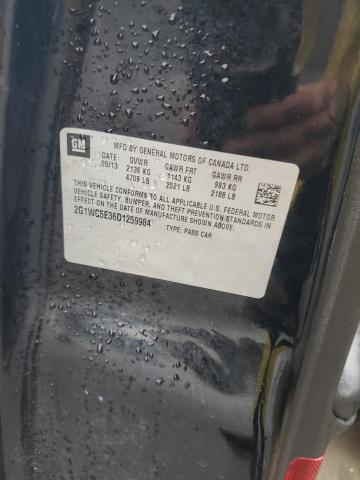 GM
MFG BY GENERAL MOTORS OF CANADA LTD.
DATE GVWR GAWR FRT GAWR RR
05/13 2136 KG 1143 KG 993 KG
4709 LB 2521 LB 2188 LB
THIS VEHICLE CONFORMS TO ALL APPLICABLE U.S. FEDERAL MOTOR
VEHICLE SAFETY, BUMPER, AND THEFT PREVENTION STANDARDS IN
EFFECT ON THE DATE OF MANUFACTURE SHOWN ABOVE.
2G1WC5E36D1259984 TYPE: PASS CAR